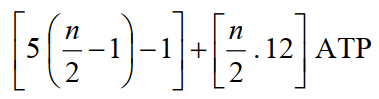 [5(n/2 − 1) − 1] + [n/2 . 12] ATP